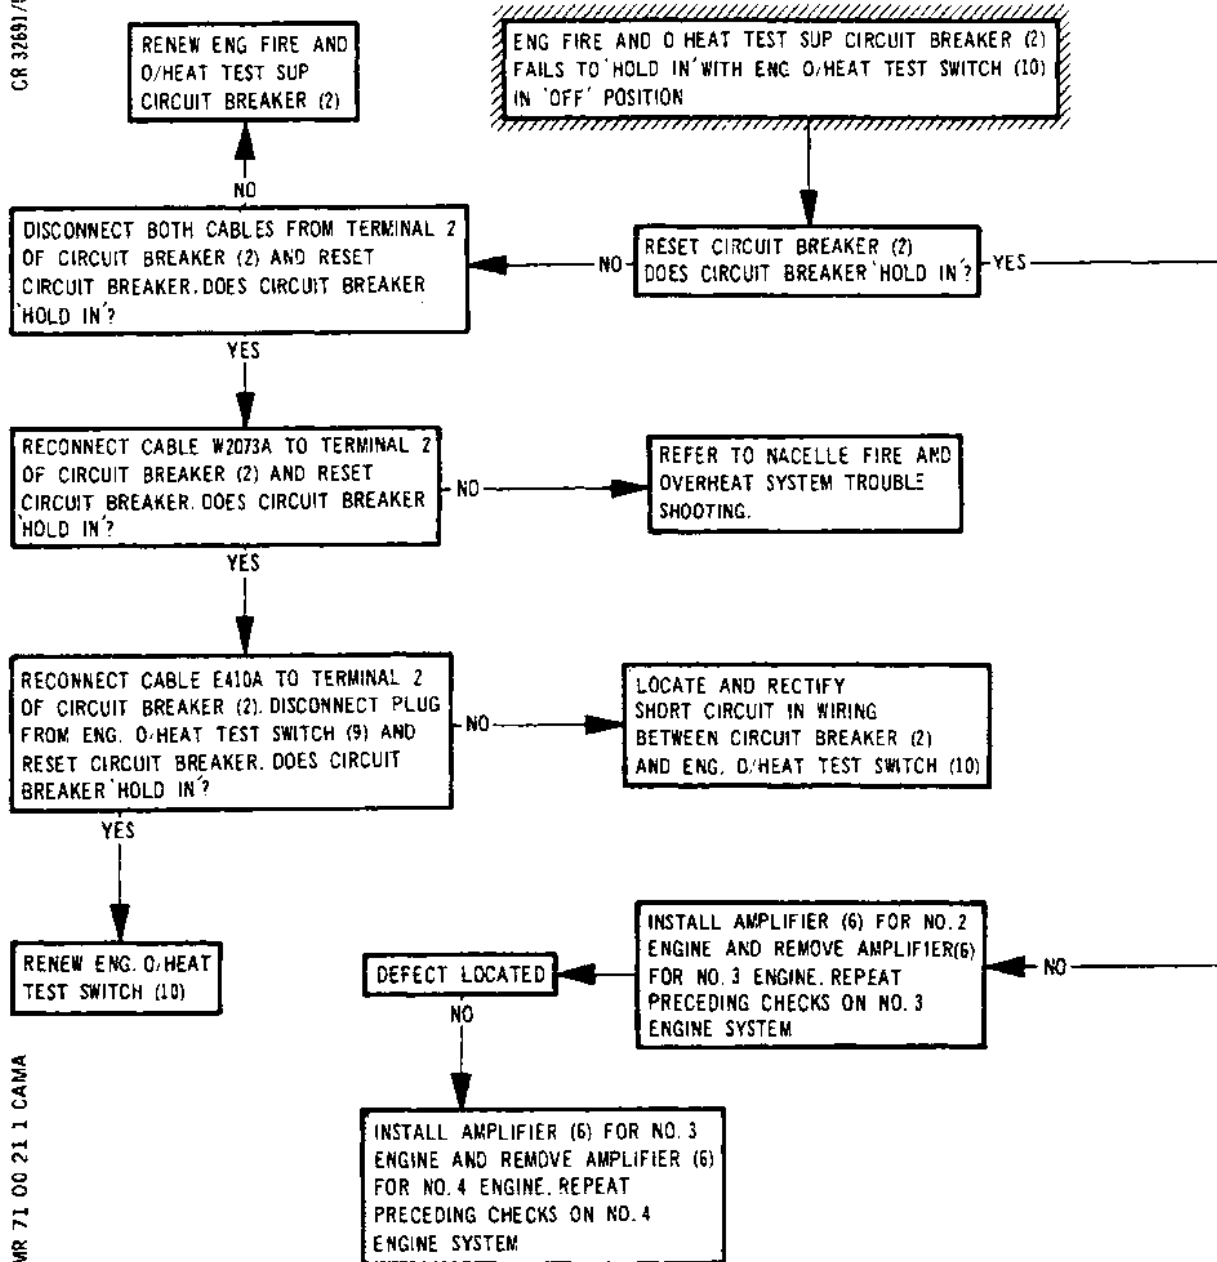 CR 32691/
RENEW ENG FIRE AND
O/HEAT TEST SUP
CIRCUIT BREAKER (2)
ENG FIRE AND O HEAT TEST SUP CIRCUIT BREAKER (2)
FAILS TO 'HOLD IN' WITH ENG O/HEAT TEST SWITCH (10)
IN 'OFF' POSITION
NO
DISCONNECT BOTH CABLES FROM TERMINAL 2
OF CIRCUIT BREAKER (2) AND RESET
CIRCUIT BREAKER. DOES CIRCUIT BREAKER
'HOLD IN'?
NO
RESET CIRCUIT BREAKER (2)
DOES CIRCUIT BREAKER 'HOLD IN'?
YES
YES
RECONNECT CABLE W2073A TO TERMINAL 2
OF CIRCUIT BREAKER (2) AND RESET
CIRCUIT BREAKER. DOES CIRCUIT BREAKER
'HOLD IN'?
NO
REFER TO NACELLE FIRE AND
OVERHEAT SYSTEM TROUBLE
SHOOTING.
YES
RECONNECT CABLE E410A TO TERMINAL 2
OF CIRCUIT BREAKER (2). DISCONNECT PLUG
FROM ENG. O/HEAT TEST SWITCH (9) AND
RESET CIRCUIT BREAKER. DOES CIRCUIT
BREAKER 'HOLD IN'?
NO
LOCATE AND RECTIFY
SHORT CIRCUIT IN WIRING
BETWEEN CIRCUIT BREAKER (2)
AND ENG. O/HEAT TEST SWITCH (10)
YES
RENEW ENG. O/HEAT
TEST SWITCH (10)
DEFECT LOCATED
INSTALL AMPLIFIER (6) FOR NO. 2
ENGINE AND REMOVE AMPLIFIER(6)
FOR NO. 3 ENGINE. REPEAT
PRECEDING CHECKS ON NO. 3
ENGINE SYSTEM
NO
NO
INSTALL AMPLIFIER (6) FOR NO. 3
ENGINE AND REMOVE AMPLIFIER (6)
FOR NO. 4 ENGINE. REPEAT
PRECEDING CHECKS ON NO. 4
ENGINE SYSTEM
MR 71 00 21 1 CAMA